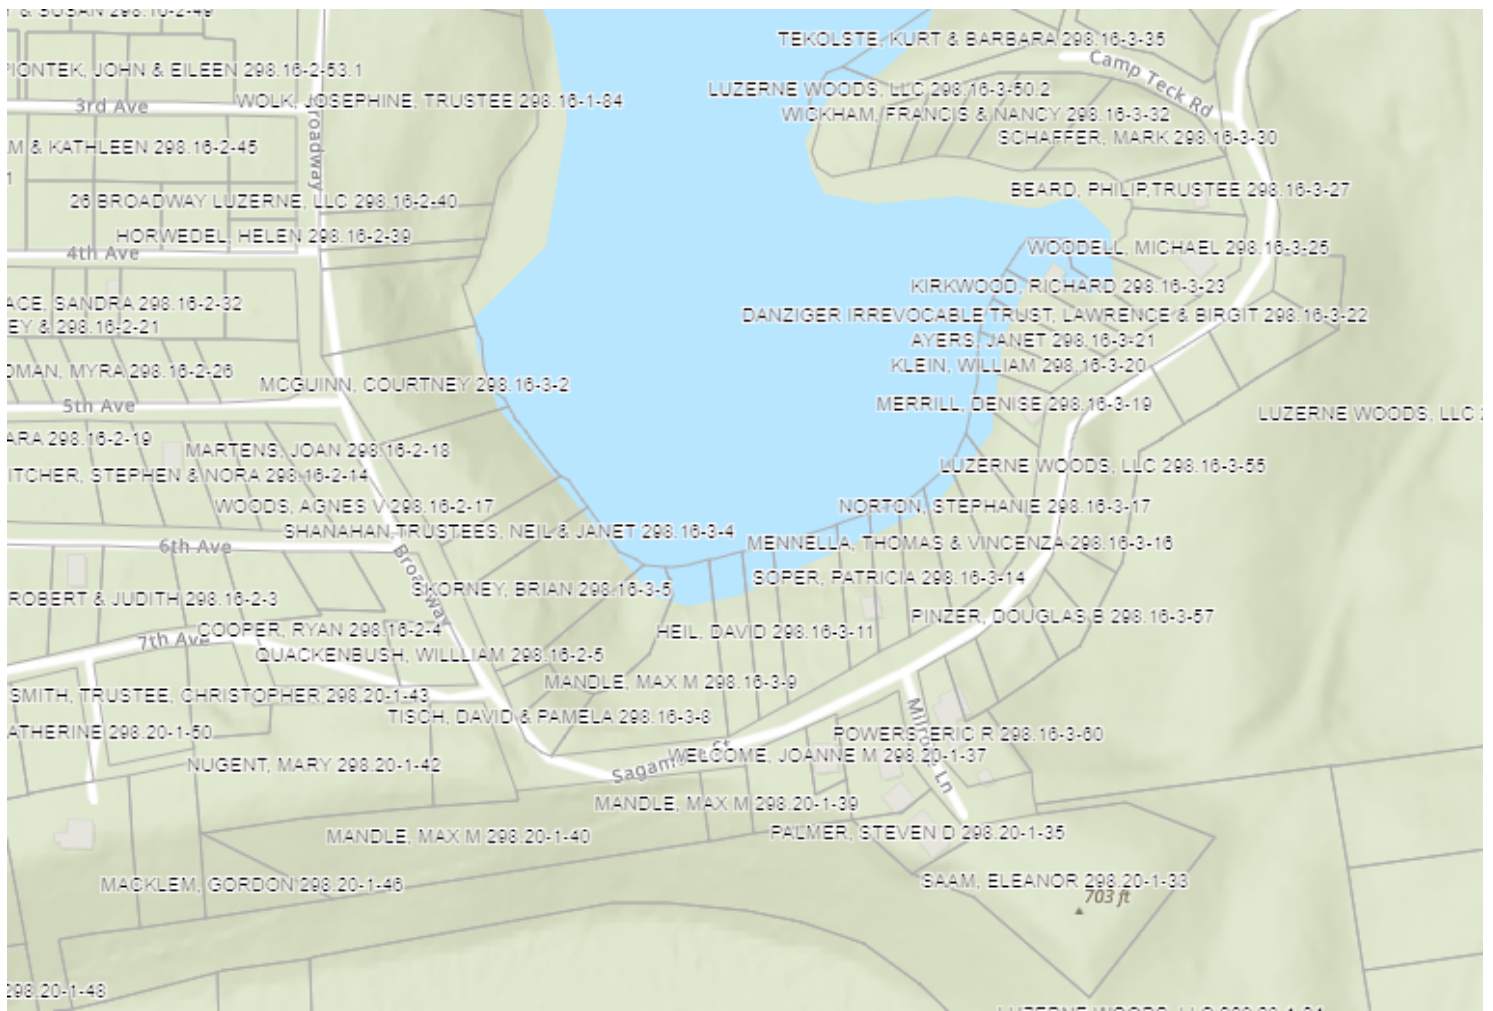 & SUSAN 298.16-2-49
TEKOLSTE, KURT & BARBARA 298.16-3-35
PIONTEK, JOHN & EILEEN 298.16-2-53.1
Camp Teck Rd
LUZERNE WOODS, LLC 298.16-3-50.2
3rd Ave
WOLK, JOSEPHINE, TRUSTEE 298.16-1-84
WICKHAM, FRANCIS & NANCY 298.16-3-32
SCHAFFER, MARK 298.16-3-30
roadway
M & KATHLEEN 298.16-2-45
1
BEARD, PHILIP,TRUSTEE 298.16-3-27
26 BROADWAY LUZERNE, LLC 298.16-2-40
HORWEDEL, HELEN 298.16-2-39
WOODELL, MICHAEL 298.16-3-25
4th Ave
KIRKWOOD, RICHARD 298.16-3-23
ACE, SANDRA 298.16-2-32
DANZIGER IRREVOCABLE TRUST, LAWRENCE & BIRGIT 298.16-3-22
EY & 298.16-2-21
AYERS, JANET 298.16-3-21
KLEIN, WILLIAM 298.16-3-20
DMAN, MYRA 298.16-2-26
MCGUINN, COURTNEY 298.16-3-2
5th Ave
MERRILL, DENISE 298.16-3-19
LUZERNE WOODS, LLC
ARA 298.16-2-19
MARTENS, JOAN 298.16-2-18
LUZERNE WOODS, LLC 298.16-3-55
ITCHER, STEPHEN & NORA 298.16-2-14
WOODS, AGNES V 298.16-2-17
NORTON, STEPHANIE 298.16-3-17
SHANAHAN,TRUSTEES, NEIL & JANET 298.16-3-4
6th Ave
MENNELLA, THOMAS & VINCENZA 298.16-3-16
Broadway
SOPER, PATRICIA 298.16-3-14
SKORNEY, BRIAN 298.16-3-5
ROBERT & JUDITH 298.16-2-3
PINZER, DOUGLAS B 298.16-3-57
COOPER, RYAN 298.16-2-4
HEIL, DAVID 298.16-3-11
7th Ave
QUACKENBUSH, WILLLIAM 298.16-2-5
MANDLE, MAX M 298.16-3-9
SMITH, TRUSTEE, CHRISTOPHER 298.20-1-43
TISCH, DAVID & PAMELA 298.16-3-8
ATHERINE 298.20-1-50
POWERS, ERIC R 298.16-3-60
WELCOME, JOANNE M 298.20-1-37
NUGENT, MARY 298.20-1-42
MANDLE, MAX M 298.20-1-39
MANDLE, MAX M 298.20-1-40
PALMER, STEVEN D 298.20-1-35
MACKLEM, GORDON 298.20-1-46
SAAM, ELEANOR 298.20-1-33
703 ft
298.20-1-48